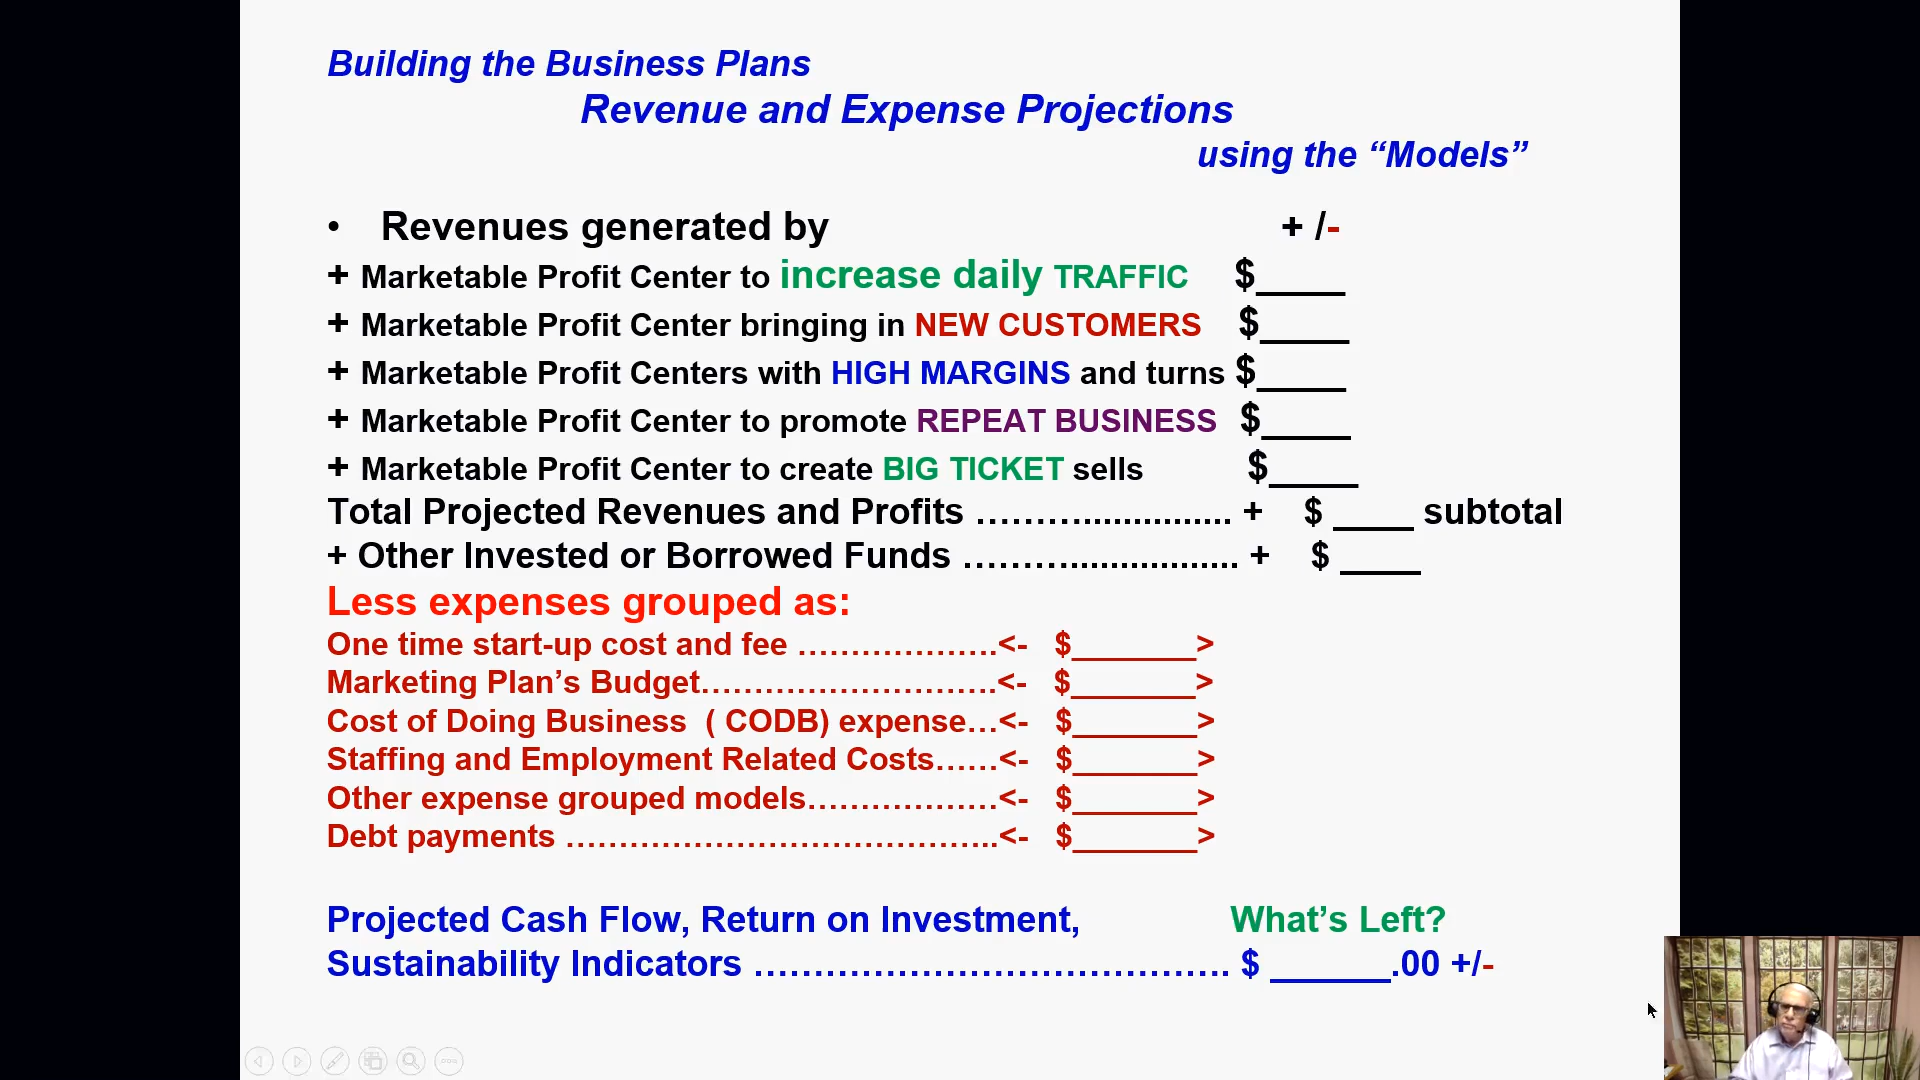 Building the Business Plans
Revenue and Expense Projections
using the “Models”
• Revenues generated by + /-
+ Marketable Profit Center to increase daily TRAFFIC $_____
+ Marketable Profit Center bringing in NEW CUSTOMERS $_____
+ Marketable Profit Centers with HIGH MARGINS and turns $_____
+ Marketable Profit Center to promote REPEAT BUSINESS $_____
+ Marketable Profit Center to create BIG TICKET sells $_____
Total Projected Revenues and Profits ………............... + $ ____ subtotal
+ Other Invested or Borrowed Funds ………................. + $ ____
Less expenses grouped as:
One time start-up cost and fee ……………….<- $_______>
Marketing Plan’s Budget……………………….<- $_______>
Cost of Doing Business ( CODB) expense…<- $_______>
Staffing and Employment Related Costs……<- $_______>
Other expense grouped models………………<- $_______>
Debt payments …………………………………..<- $_______>
Projected Cash Flow, Return on Investment, What’s Left?
Sustainability Indicators …………………………………. $ ______.00 +/-